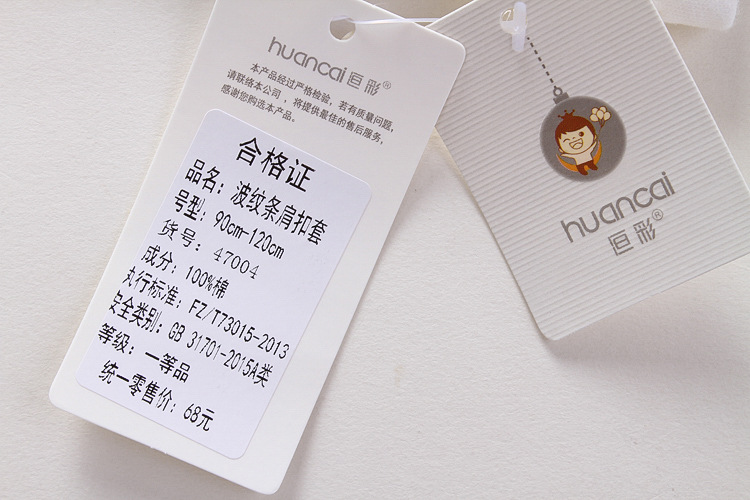 huancai 洹彩®
本产品经过严格检验，若有质量问题，
请联络本公司，将提供最佳的售后服务，
感谢您购选本产品。
合格证
品名：波纹条肩扣套
号型：90cm-120cm
货号：47004
成分：100%棉
执行标准：FZ/T73015-2013
安全类别：GB 31701-2015A类
等级：一等品
统一零售价：68元
huancai
洹彩®